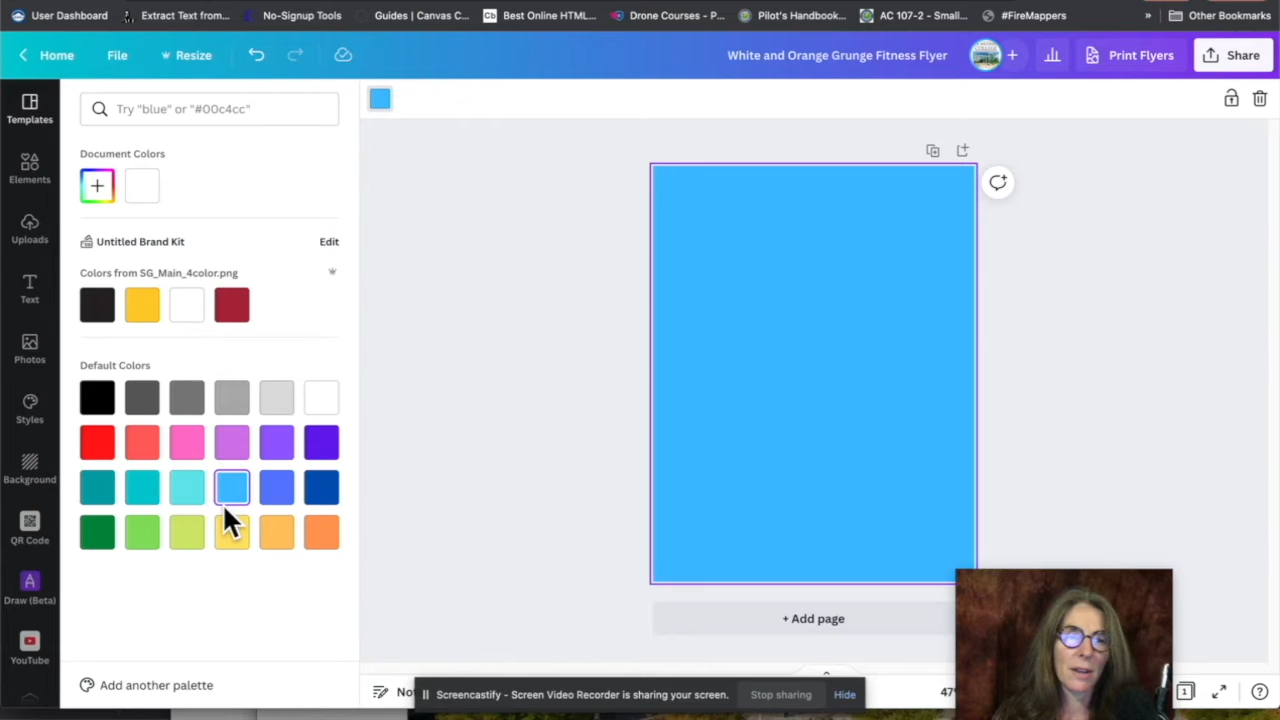 User Dashboard
Extract Text from...
No-Signup Tools
Guides | Canvas C...
Cb Best Online HTML...
Drone Courses - P...
Pilot's Handbook...
AC 107-2 - Small...
#FireMappers
»
Other Bookmarks
Home
File
Resize
White and Orange Grunge Fitness Flyer
+
Print Flyers
Share
Templates
Elements
Uploads
Text
Photos
Styles
Background
QR Code
Draw (Beta)
YouTube
Try "blue" or "#00c4cc"
Document Colors
Untitled Brand Kit
Edit
Colors from SG_Main_4color.png
Default Colors
Add another palette
+ Add page
Screencastify - Screen Video Recorder is sharing your screen.
Stop sharing
Hide
1
?